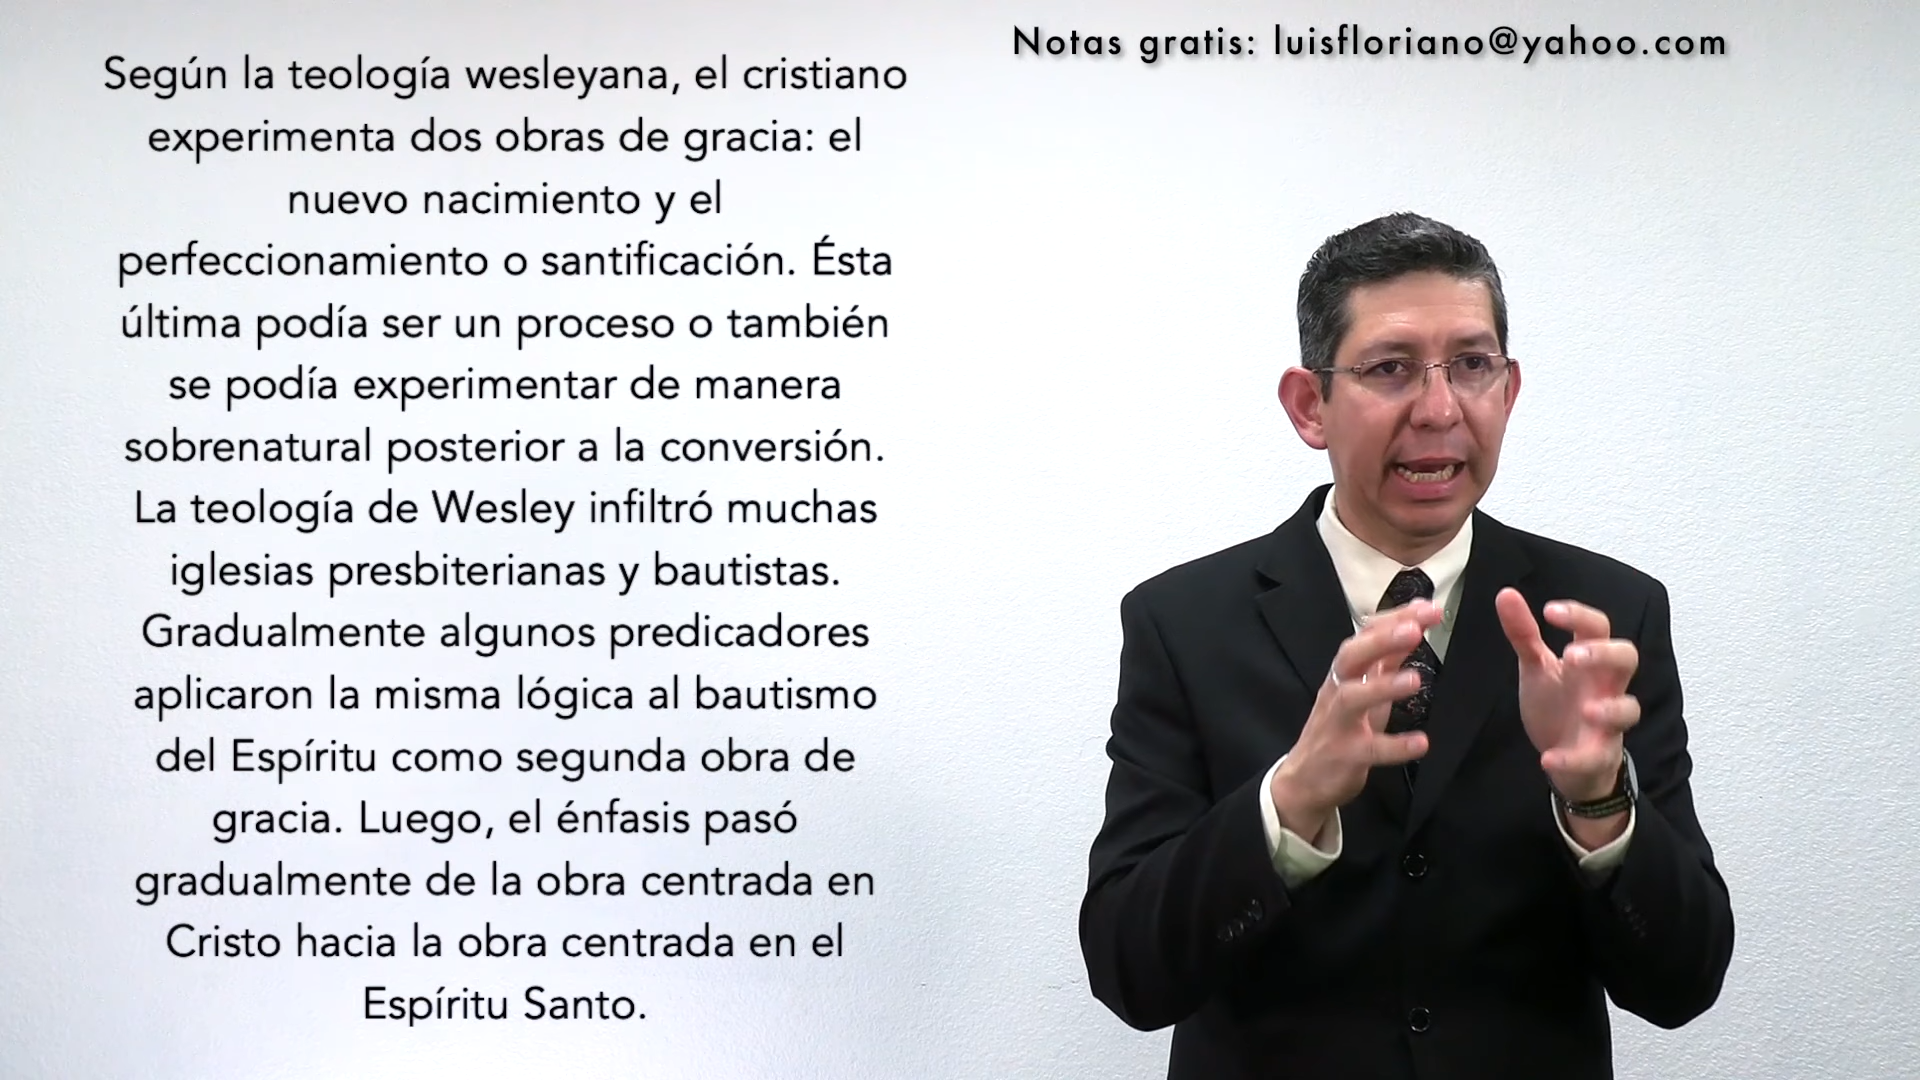 Notas gratis: luisfloriano@yahoo.com
Según la teología wesleyana, el cristiano
experimenta dos obras de gracia: el
nuevo nacimiento y el
perfeccionamiento o santificación. Ésta
última podía ser un proceso o también
se podía experimentar de manera
sobrenatural posterior a la conversión.
La teología de Wesley infiltró muchas
iglesias presbiterianas y bautistas.
Gradualmente algunos predicadores
aplicaron la misma lógica al bautismo
del Espíritu como segunda obra de
gracia. Luego, el énfasis pasó
gradualmente de la obra centrada en
Cristo hacia la obra centrada en el
Espíritu Santo.